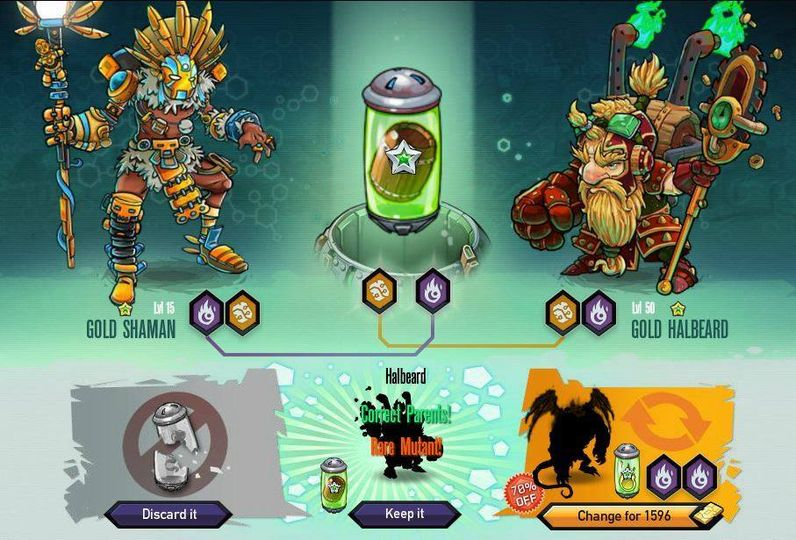 Lvl 15
GOLD SHAMAN
Lvl 50
GOLD HALBEARD
Halbeard
Correct Parents!
Rare Mutant!
70% OFF
Discard it
Keep it
Change for 1596